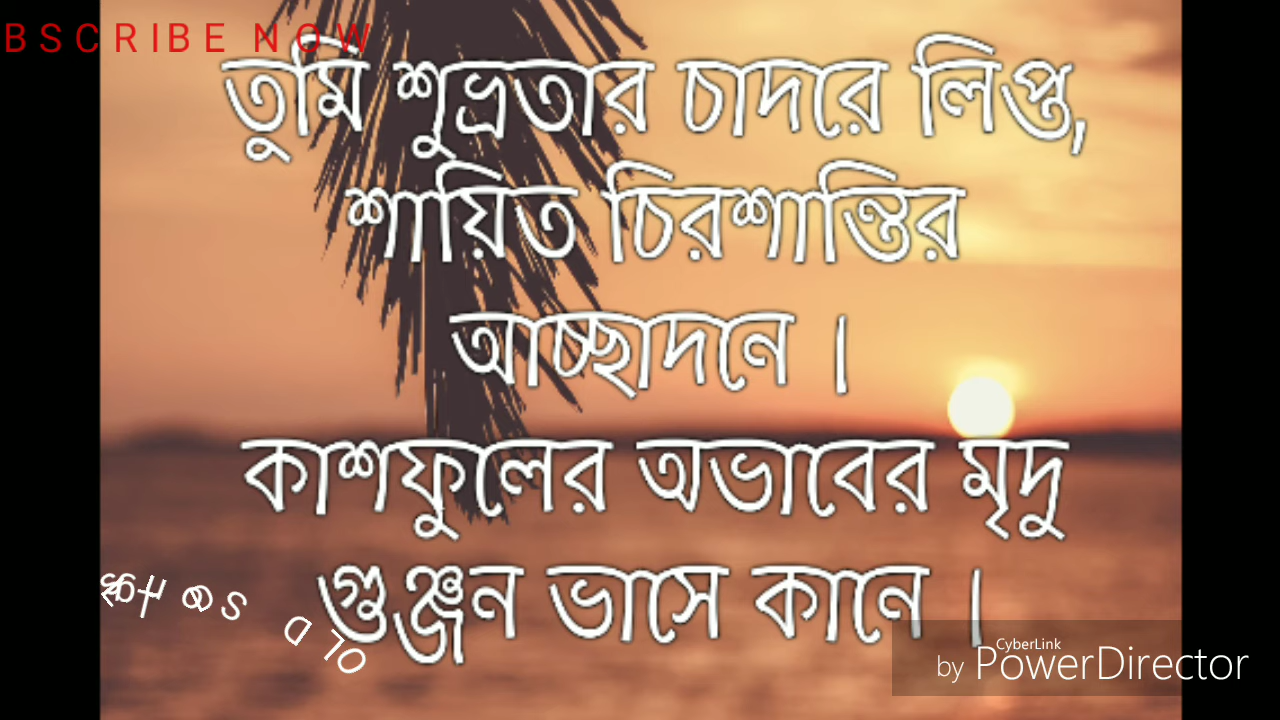 BSCRIBE NOW
তুমি শুভ্রতার চাদরে লিপ্ত,
শায়িত চিরশান্তির
আচ্ছাদনে ।
কাশফুলের অভাবের মৃদু
গুঞ্জন ভাসে কানে ।
CyberLink
by PowerDirector